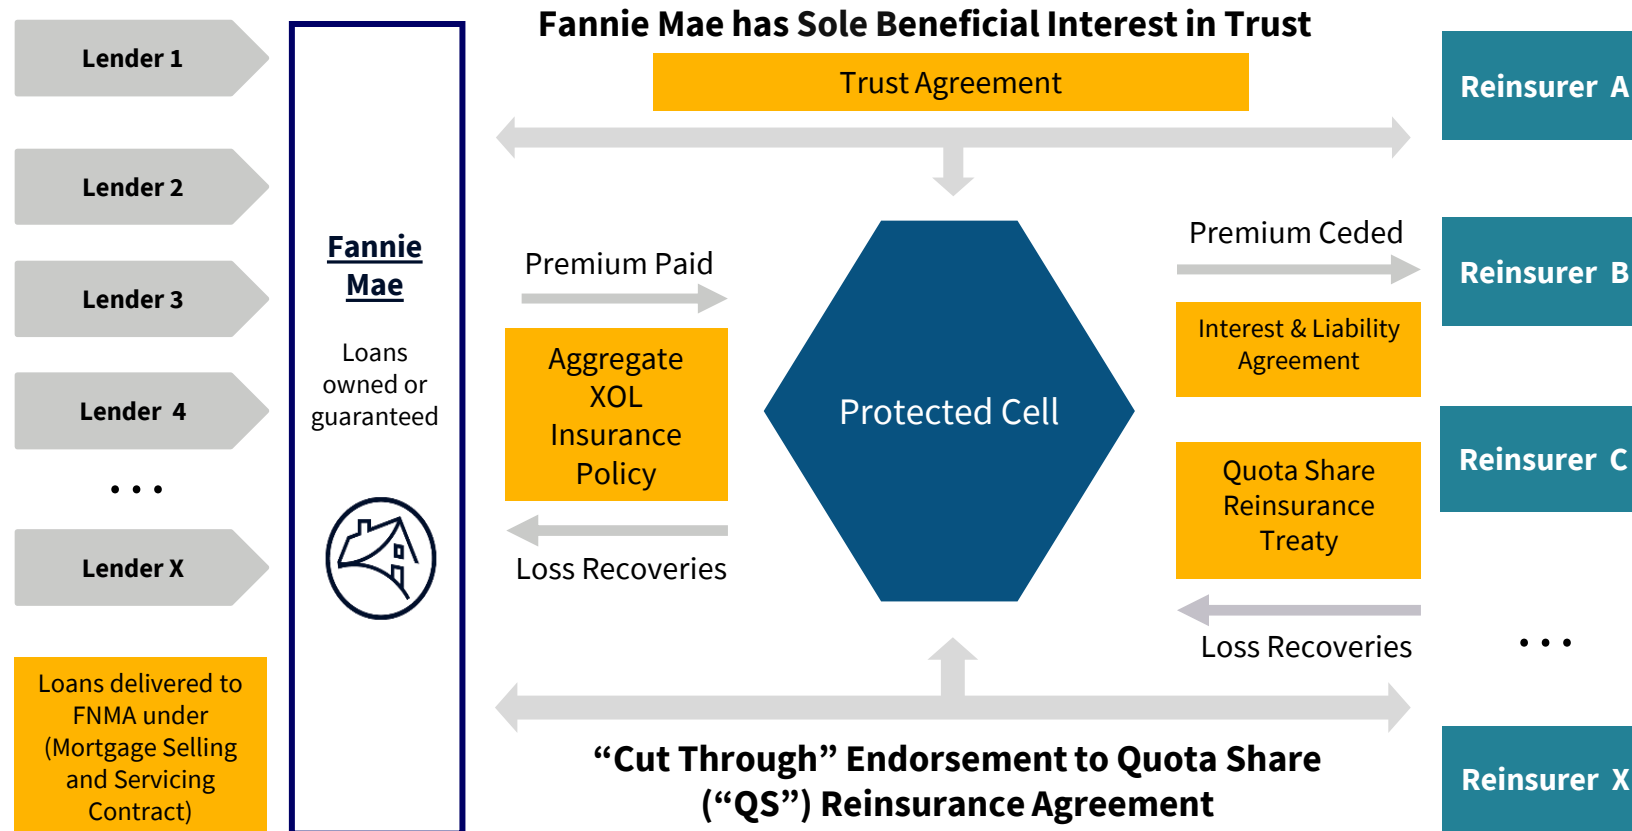 Fannie Mae has Sole Beneficial Interest in Trust
Trust Agreement
Lender 1
Lender 2
Lender 3
Lender 4
...
Lender X
Loans delivered to
FNMA under
(Mortgage Selling
and Servicing
Contract)
Fannie
Mae
Loans
owned or
guaranteed
Premium Paid
Aggregate
XOL
Insurance
Policy
Loss Recoveries
Protected Cell
Premium Ceded
Interest & Liability
Agreement
Quota Share
Reinsurance
Treaty
Loss Recoveries
“Cut Through” Endorsement to Quota Share
(“QS”) Reinsurance Agreement
Reinsurer A
Reinsurer B
Reinsurer C
...
Reinsurer X